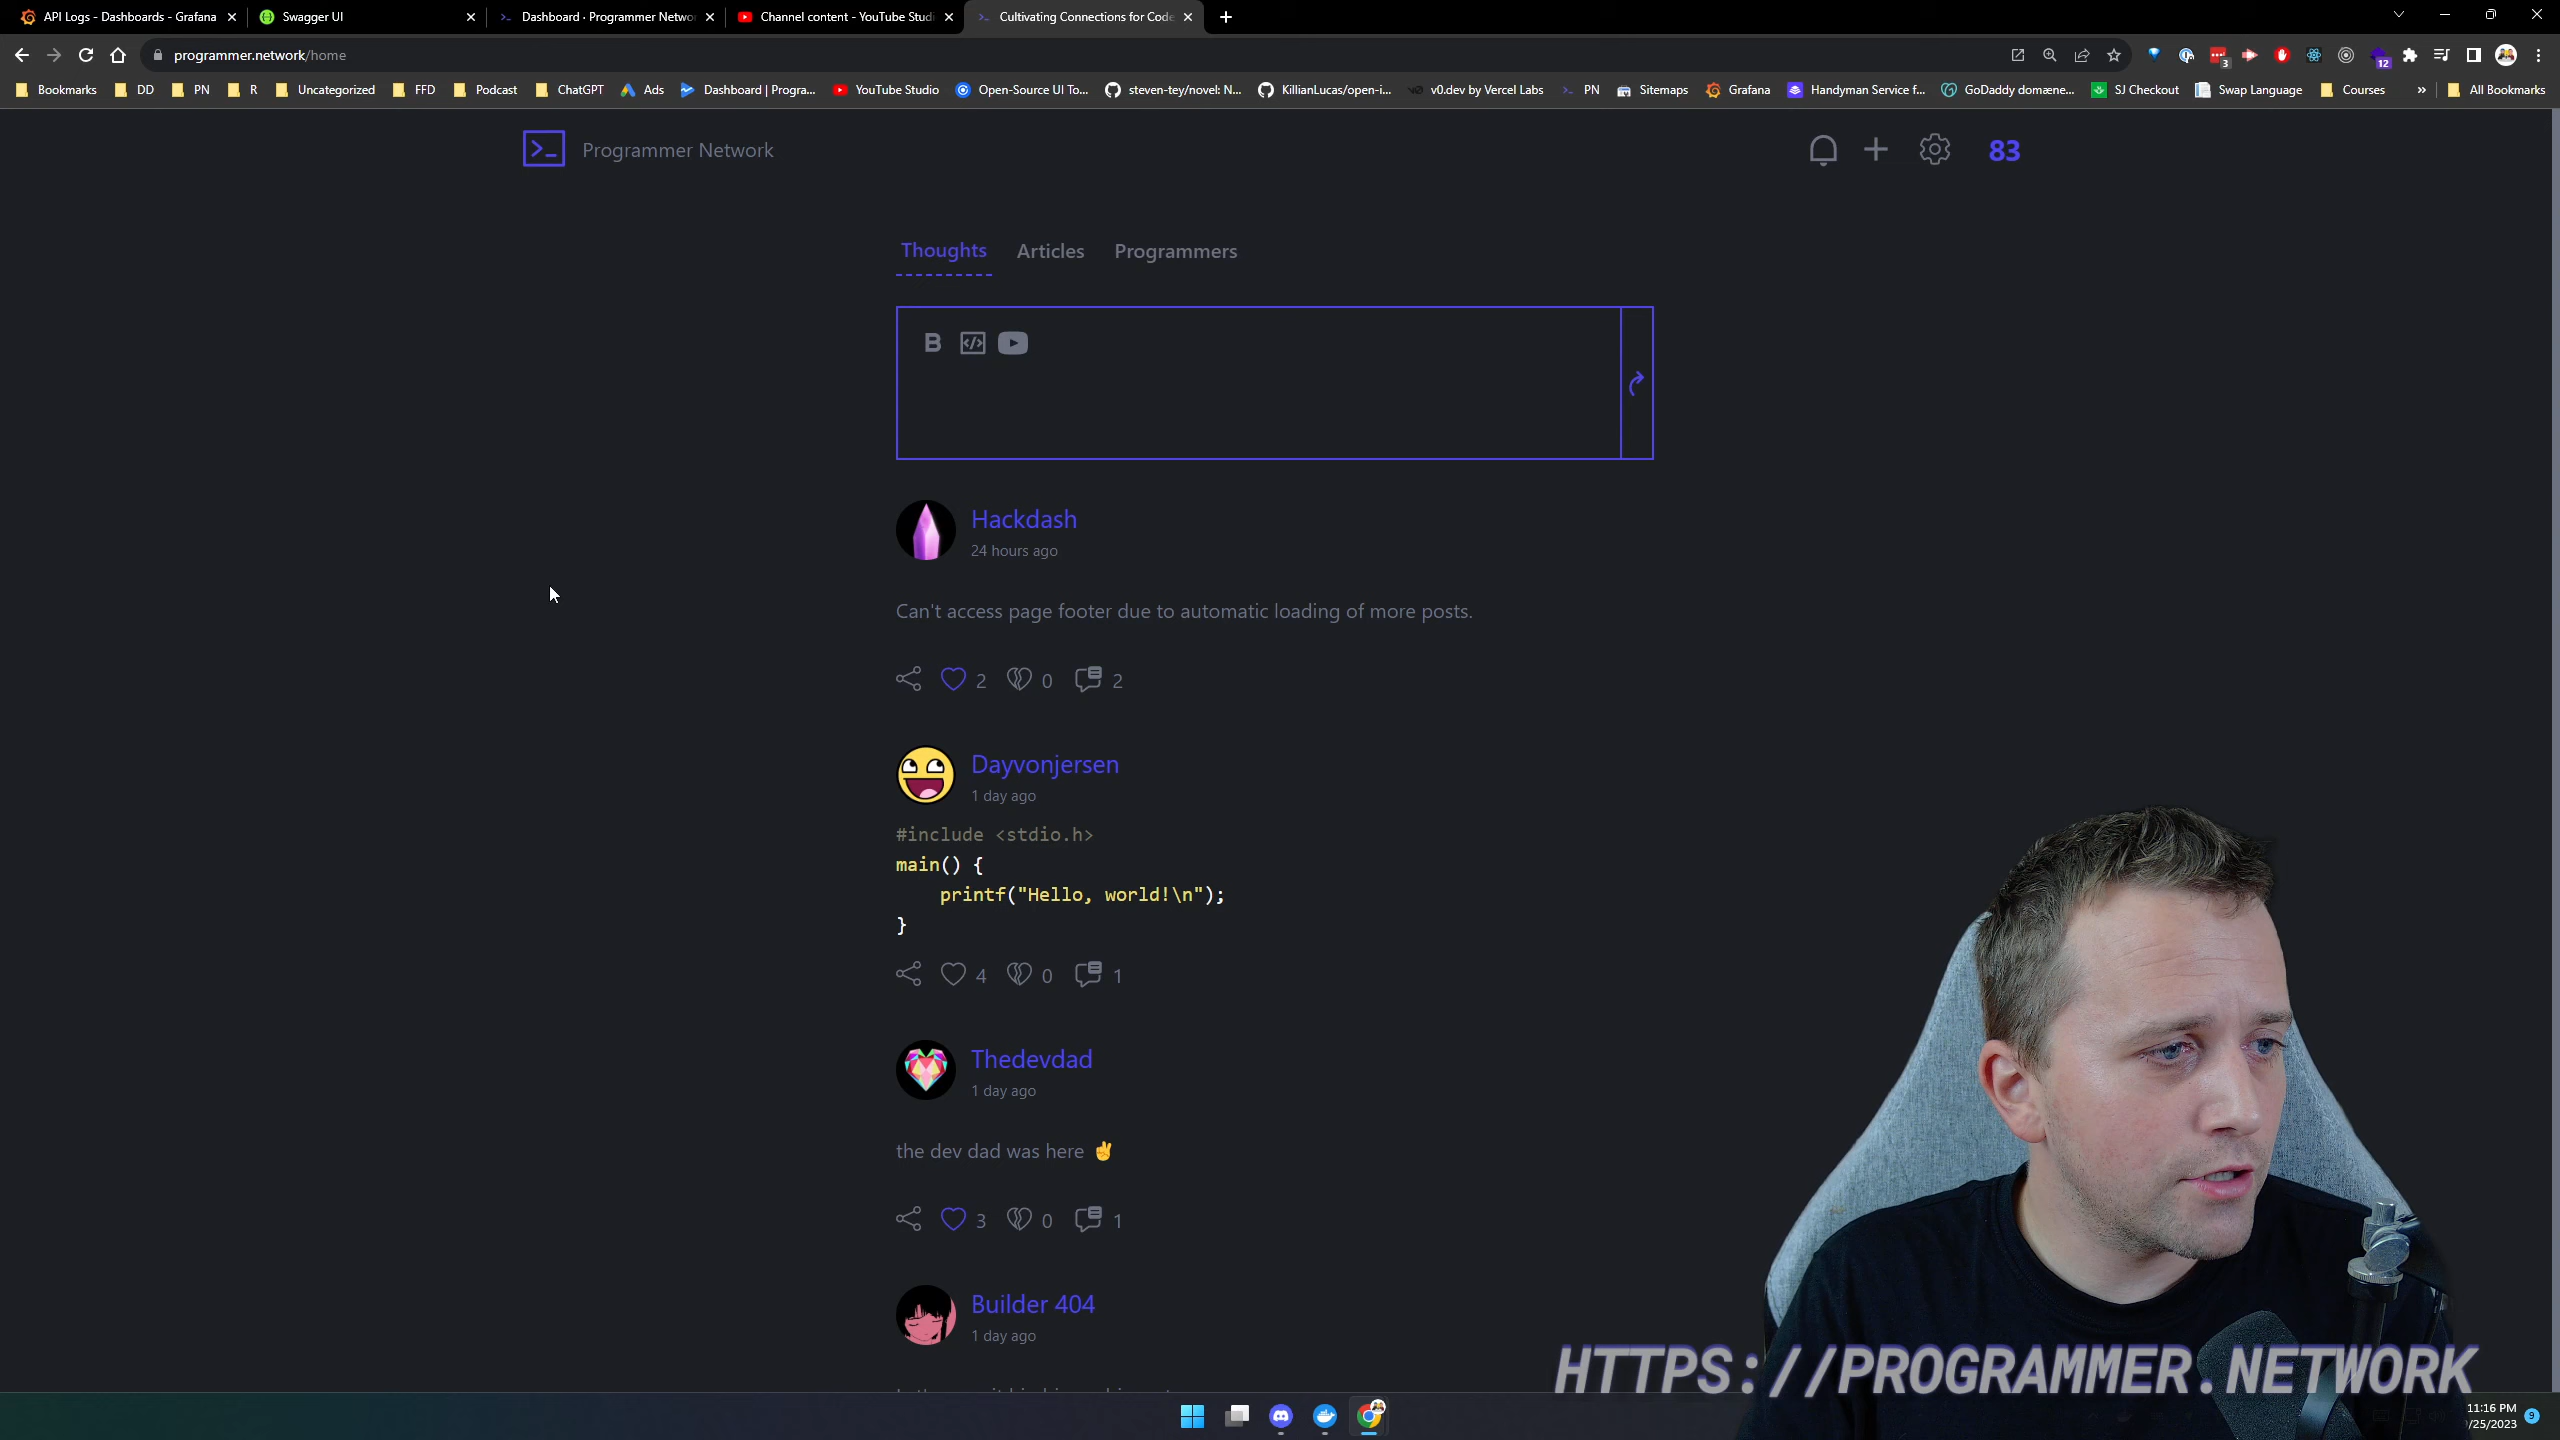 API Logs - Dashboards - Grafana
Swagger UI
Dashboard · Programmer Networ
Channel content - YouTube Studi
Cultivating Connections for Code
programmer.network/home
3
12
Bookmarks
DD
PN
R
Uncategorized
FFD
Podcast
ChatGPT
Ads
Dashboard | Progra...
YouTube Studio
Open-Source UI To...
steven-tey/novel: N...
KillianLucas/open-i...
v0.dev by Vercel Labs
PN
Sitemaps
Grafana
Handyman Service f...
GoDaddy domæne...
SJ Checkout
Swap Language
Courses
»
All Bookmarks
>_ Programmer Network
83
Thoughts
Articles
Programmers
B
Hackdash
24 hours ago
Can't access page footer due to automatic loading of more posts.
2
0
2
Dayvonjersen
1 day ago
#include <stdio.h>
main() {
printf("Hello, world!\n");
}
4
0
1
Thedevdad
1 day ago
the dev dad was here ✌
3
0
1
Builder 404
1 day ago
HTTPS://PROGRAMMER.NETWORK
11:16 PM
/25/2023
9